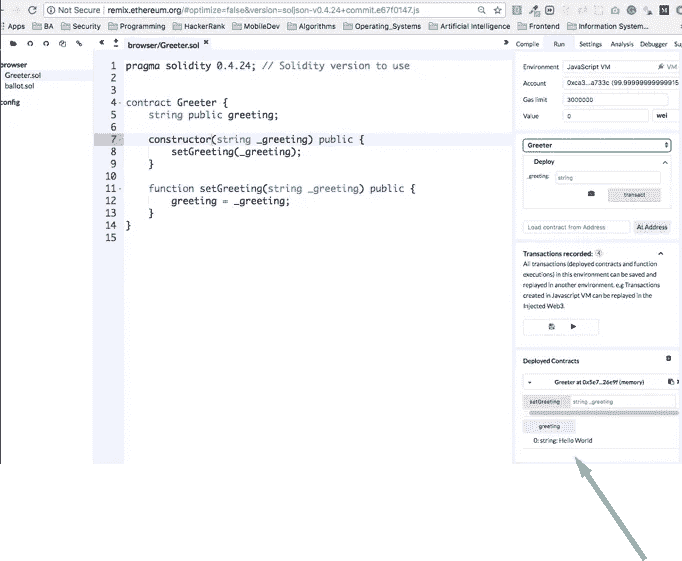 Not Secure | remix.ethereum.org/#optimize=false&version=soljson-v0.4.24+commit.e67f0147.js
Apps BA Security Programming HackerRank MobileDev Algorithms Operating_Systems Artificial Intelligence Frontend Information System...
browser
Greeter.sol
ballot.sol
config
browser/Greeter.sol
1 pragma solidity 0.4.24; // Solidity version to use
2
3
4 contract Greeter {
5 string public greeting;
6
7 constructor(string _greeting) public {
8 setGreeting(_greeting);
9 }
10
11 function setGreeting(string _greeting) public {
12 greeting = _greeting;
13 }
14 }
15
Compile Run Settings Analysis Debugger
Environment JavaScript VM VM
Account 0xca3...a733c (99.99999999999915
Gas limit 3000000
Value 0 wei
Greeter
Deploy
_greeting: string
transact
Load contract from Address At Address
Transactions recorded: 4
All transactions (deployed contracts and function
executions) in this environment can be saved and
replayed in another environment. e.g Transactions
created in Javascript VM can be replayed in the
Injected Web3.
Deployed Contracts
Greeter at 0x5e7...26e9f (memory)
setGreeting string _greeting
greeting
0: string: Hello World